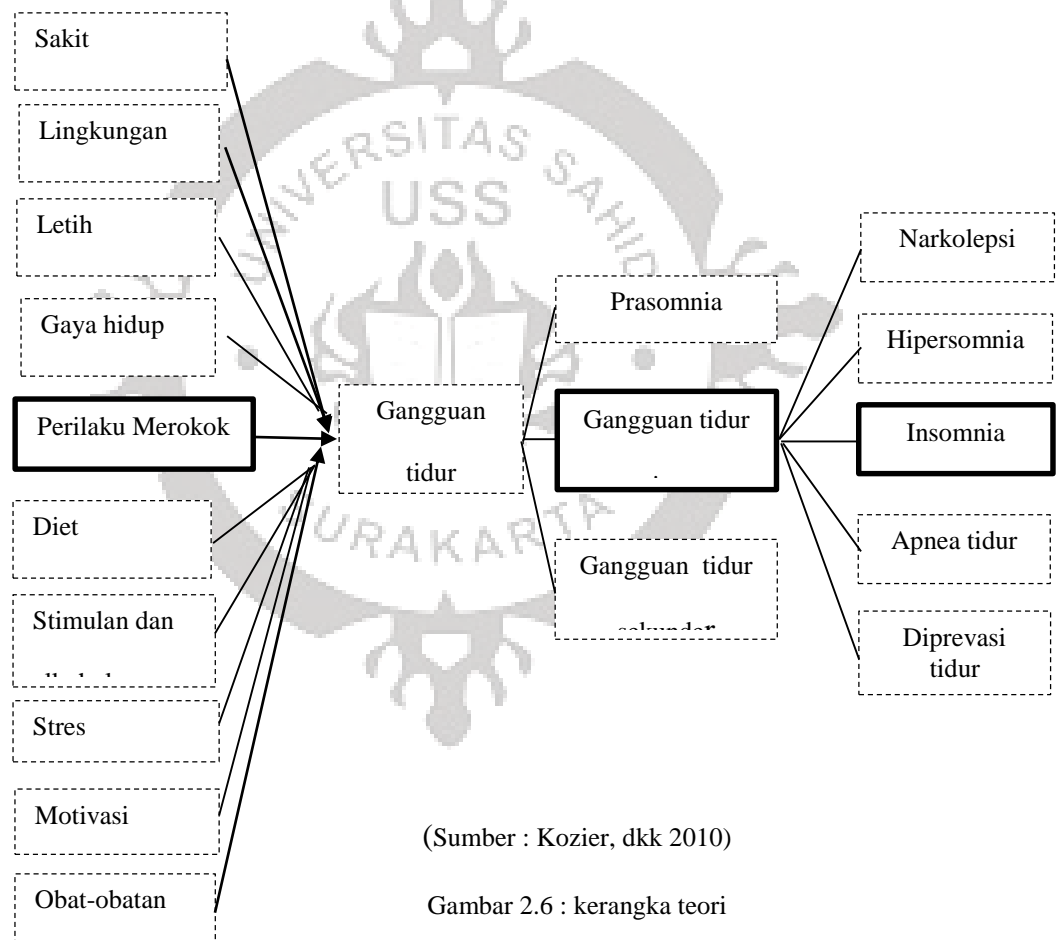 Sakit
Lingkungan
Letih
Gaya hidup
Perilaku Merokok
Diet
Stimulan dan
Stres
Motivasi
Obat-obatan
Gangguan
tidur
Prasomnia
Gangguan tidur
Gangguan tidur
sekunder
Narkolepsi
Hipersomnia
Insomnia
Apnea tidur
Diprevasi
tidur
UNIVERSITAS SAHID
USS
SURAKARTA
(Sumber : Kozier, dkk 2010)
Gambar 2.6 : kerangka teori